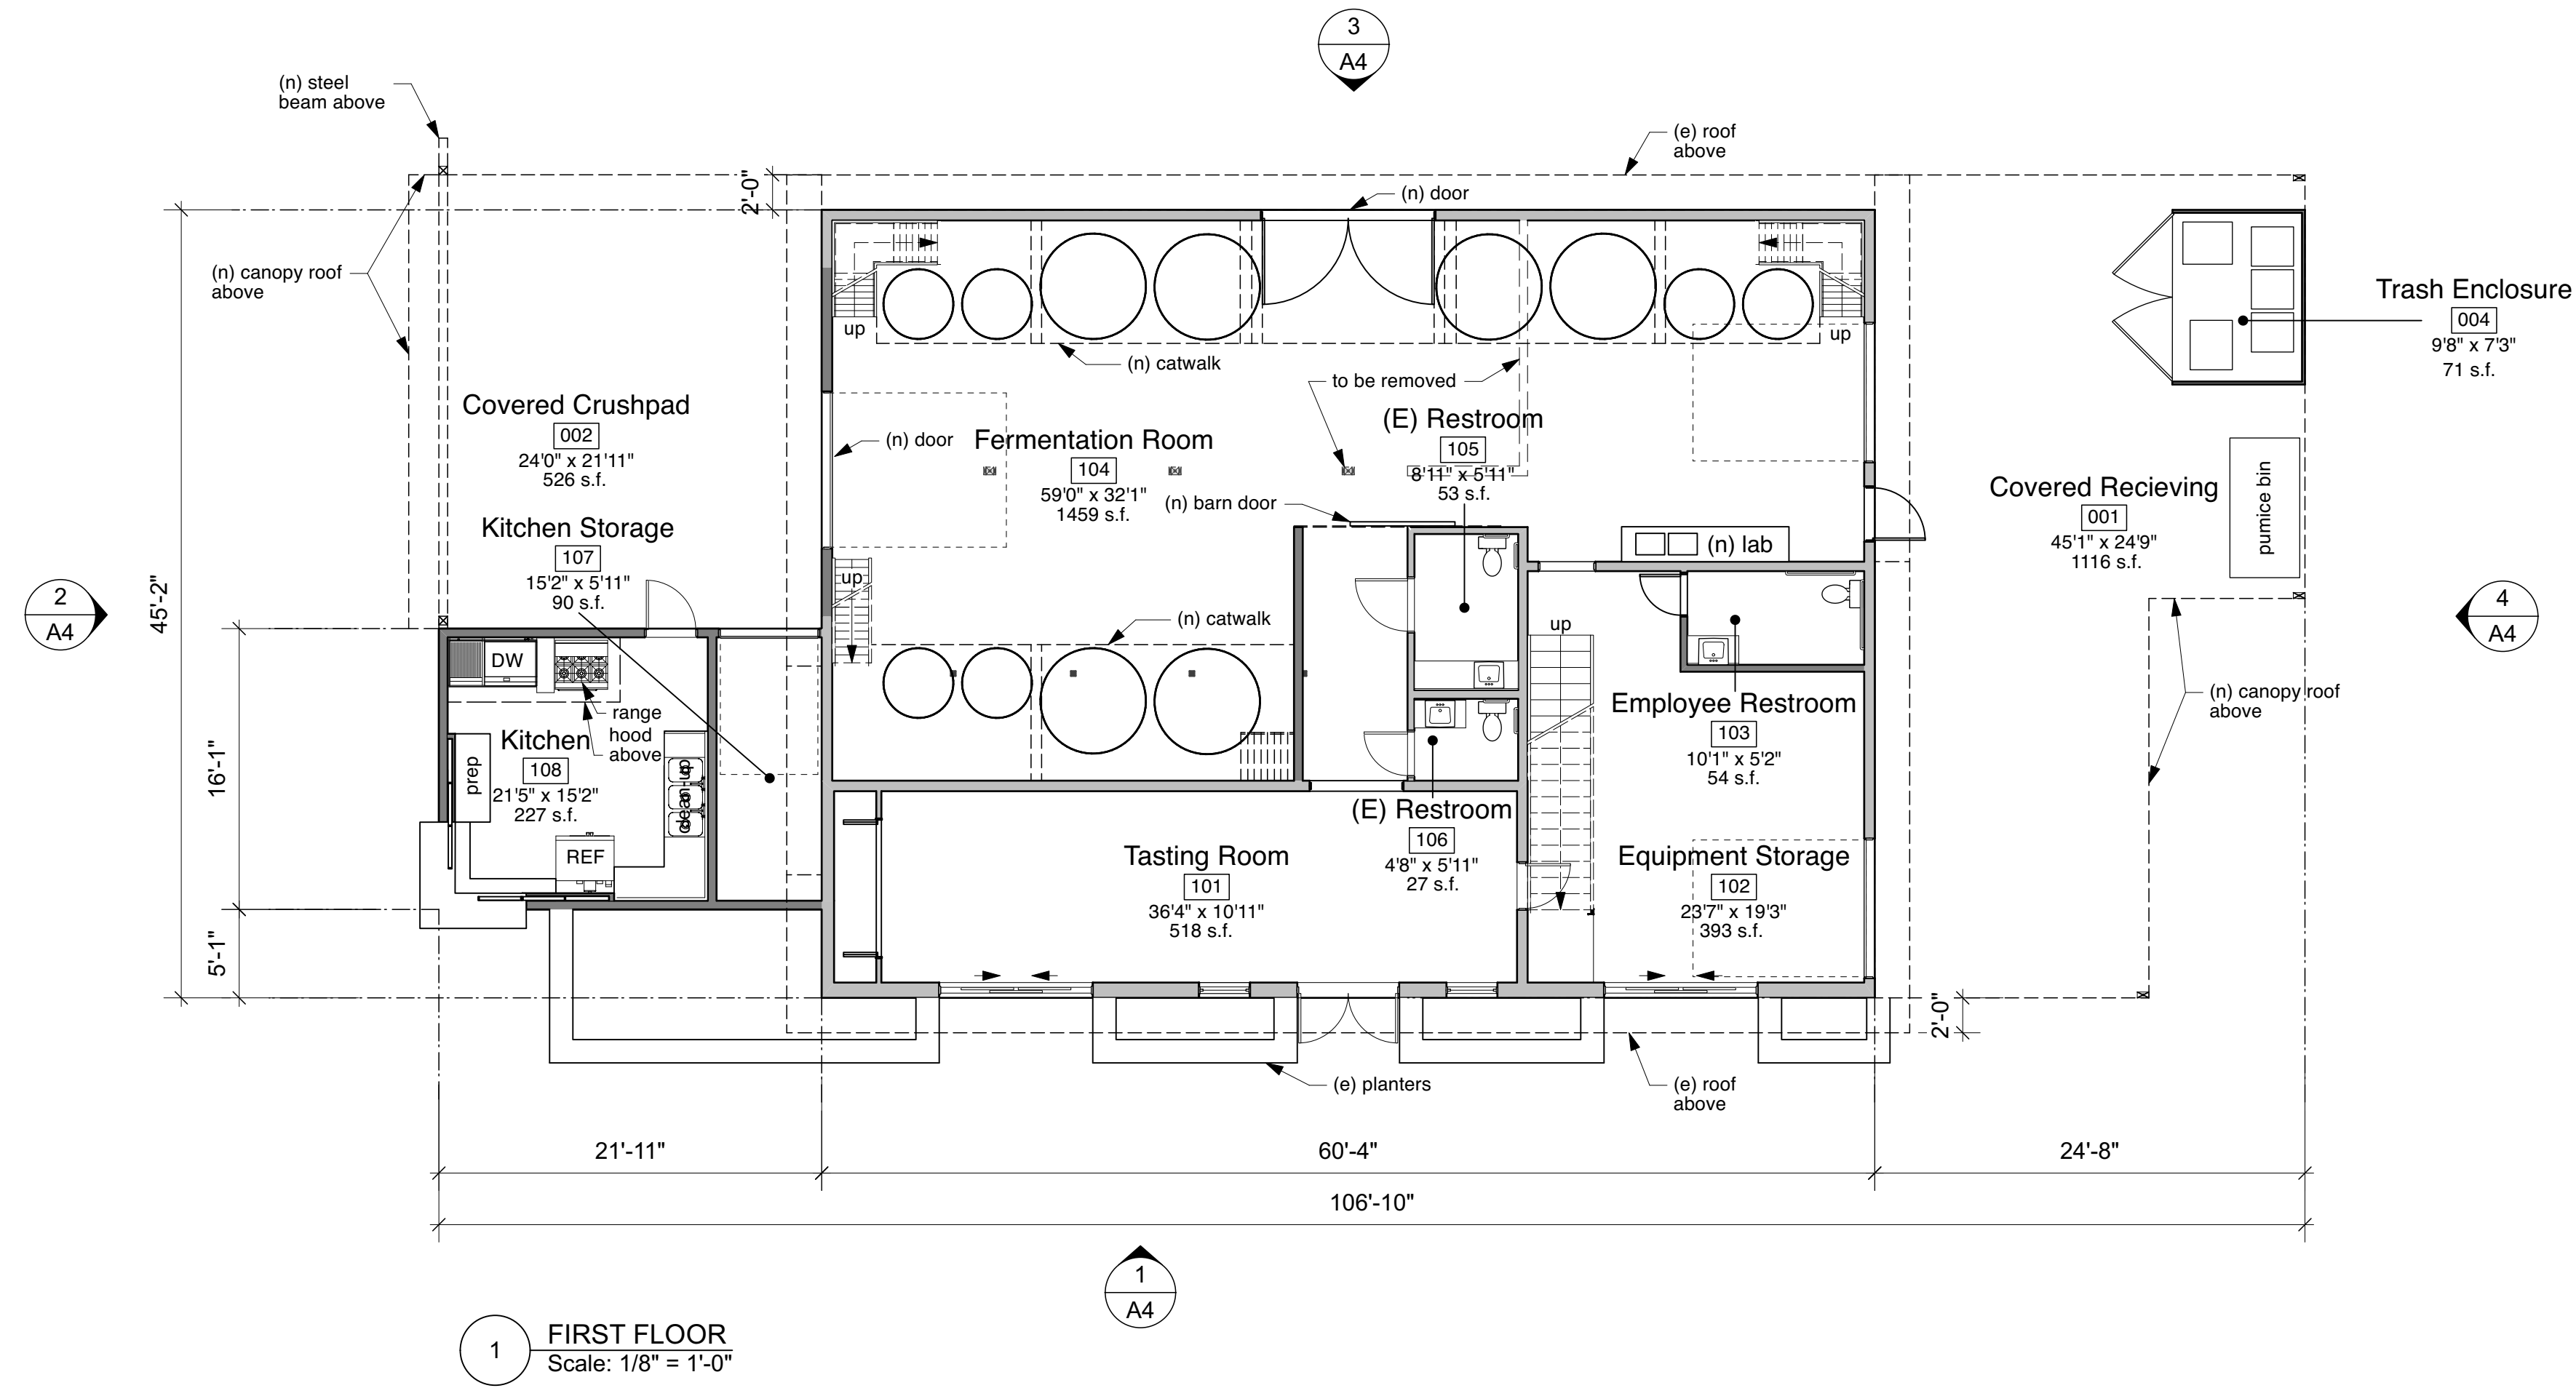 3
A4
(n) steel
beam above
(e) roof
above
(n) door
2'-0"
(n) canopy roof
above
Trash Enclosure
004
9'8" x 7'3"
71 s.f.
up
up
(n) catwalk
to be removed
Covered Crushpad
002
24'0" x 21'11"
526 s.f.
(n) door
Fermentation Room
104
59'0" x 32'1"
1459 s.f.
(E) Restroom
105
8'11" x 5'11"
53 s.f.
(n) barn door
Covered Recieving
001
45'1" x 24'9"
1116 s.f.
pumice bin
Kitchen Storage
107
15'2" x 5'11"
90 s.f.
(n) lab
up
45'-2"
2
A4
4
A4
(n) catwalk
up
DW
range
hood
above
Kitchen
108
21'5" x 15'2"
227 s.f.
prep
REF
16'-1"
5'-1"
Employee Restroom
103
10'1" x 5'2"
54 s.f.
(n) canopy roof
above
(E) Restroom
106
4'8" x 5'11"
27 s.f.
Tasting Room
101
36'4" x 10'11"
518 s.f.
Equipment Storage
102
23'7" x 19'3"
393 s.f.
2'-0"
(e) planters
(e) roof
above
21'-11"
60'-4"
24'-8"
106'-10"
1
A4
1
FIRST FLOOR
Scale: 1/8" = 1'-0"